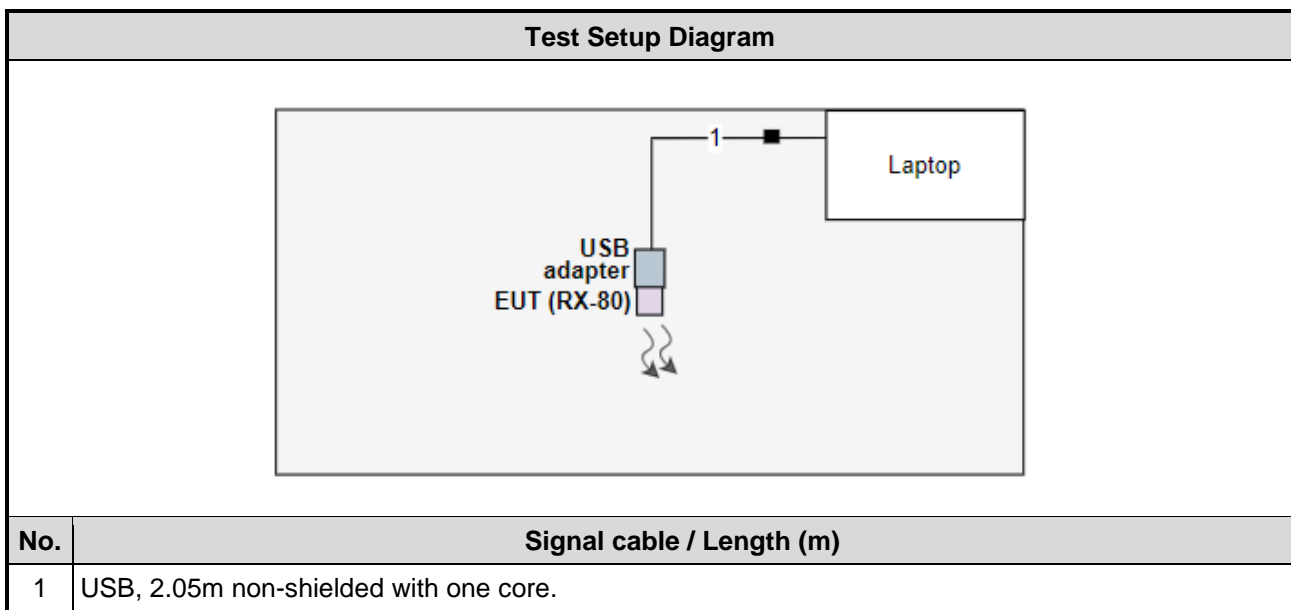 Test Setup Diagram
1
Laptop
USB
adapter
EUT (RX-80)
No. Signal cable / Length (m)
1 USB, 2.05m non-shielded with one core.